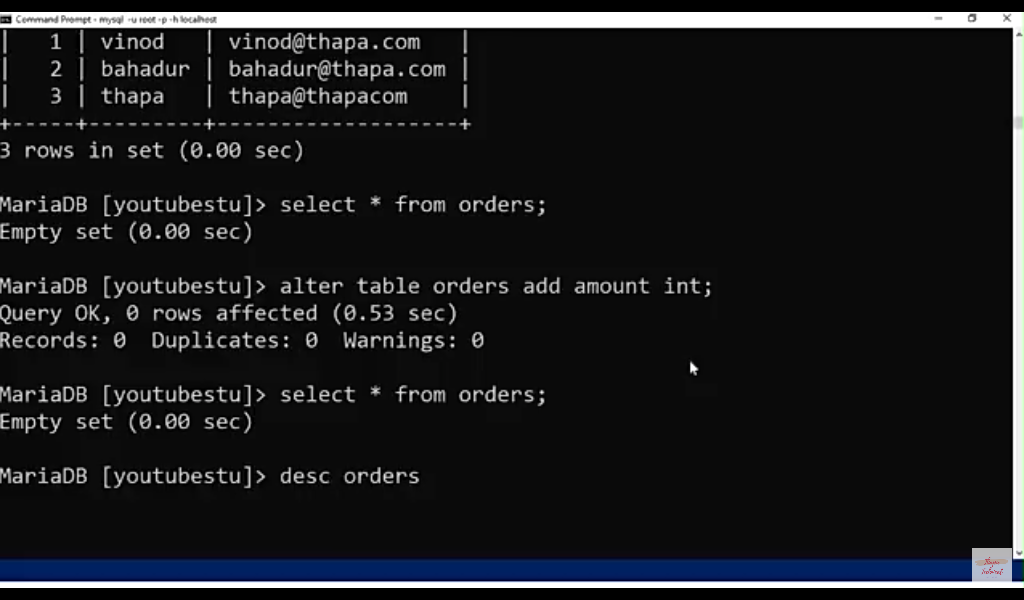 Command Prompt - mysql -u root -p -h localhost
| 1 | vinod | vinod@thapa.com |
| 2 | bahadur | bahadur@thapa.com |
| 3 | thapa | thapa@thapacom |
+-----+---------+-------------------+
3 rows in set (0.00 sec)
MariaDB [youtubestu]> select * from orders;
Empty set (0.00 sec)
MariaDB [youtubestu]> alter table orders add amount int;
Query OK, 0 rows affected (0.53 sec)
Records: 0 Duplicates: 0 Warnings: 0
MariaDB [youtubestu]> select * from orders;
Empty set (0.00 sec)
MariaDB [youtubestu]> desc orders